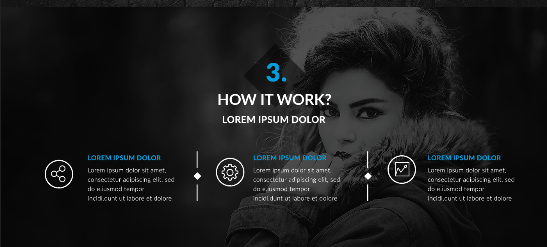 3.
HOW IT WORK?
LOREM IPSUM DOLOR
LOREM IPSUM DOLOR
Lorem ipsum dolor sit amet,
consectetur adipiscing elit, sed
do eiusmod tempor
incididunt ut labore et dolore
LOREM IPSUM DOLOR
Lorem ipsum dolor sit amet,
consectetur adipiscing elit, sed
do eiusmod tempor
incididunt ut labore et dolore
LOREM IPSUM DOLOR
Lorem ipsum dolor sit amet,
consectetur adipiscing elit, sed
do eiusmod tempor
incididunt ut labore et dolore